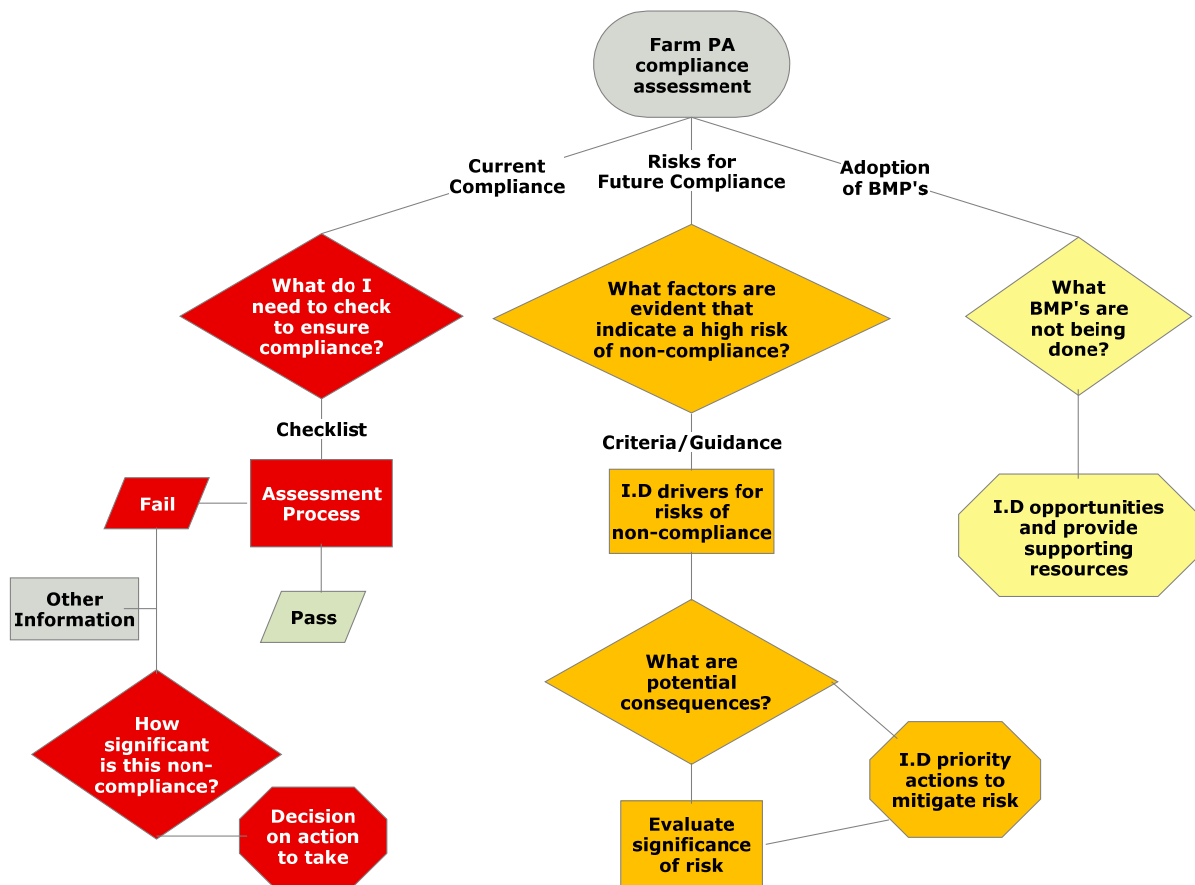 Farm PA
compliance
assessment
Current
Compliance
Risks for
Future Compliance
Adoption
of BMP's
What do I
need to check
to ensure
compliance?
What factors are
evident that
indicate a high risk
of non-compliance?
What
BMP's are
not being
done?
Checklist
Criteria/Guidance
Assessment
Process
Fail
I.D drivers for
risks of
non-compliance
I.D opportunities
and provide
supporting
resources
Other
Information
Pass
What are
potential
consequences?
How
significant
is this non-
compliance?
I.D priority
actions to
mitigate risk
Decision
on action
to take
Evaluate
significance
of risk